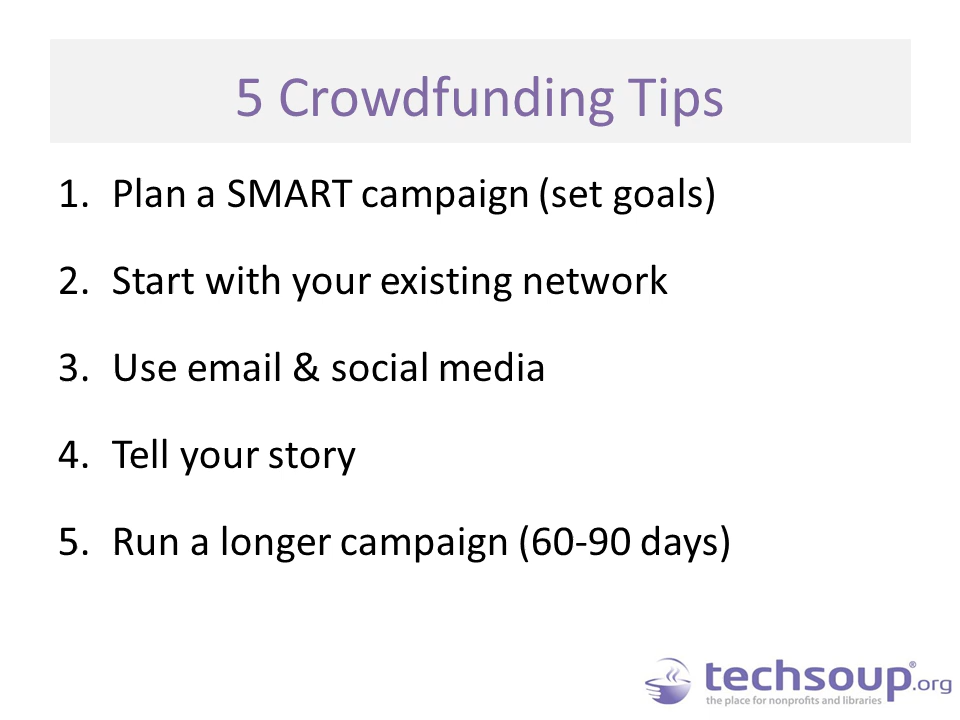 5 Crowdfunding Tips
1. Plan a SMART campaign (set goals)
2. Start with your existing network
3. Use email & social media
4. Tell your story
5. Run a longer campaign (60-90 days)
techsoup®.org
the place for nonprofits and libraries